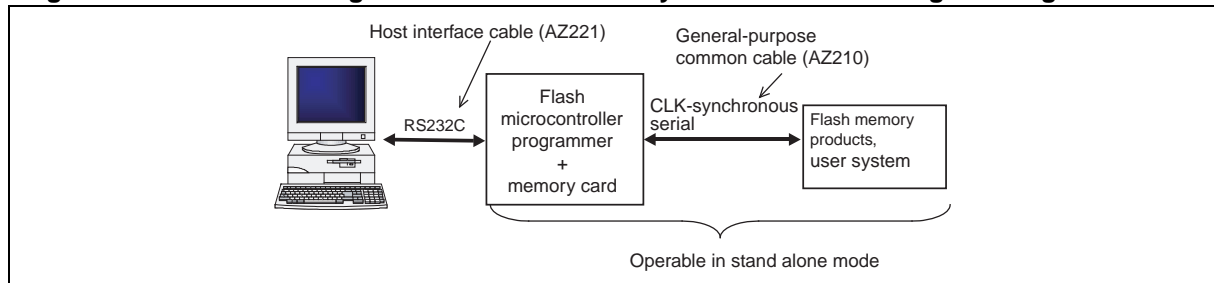 Host interface cable (AZ221)
General-purpose
common cable (AZ210)
RS232C
Flash
microcontroller
programmer
+
memory card
CLK-synchronous
serial
Flash memory
products,
user system
Operable in stand alone mode